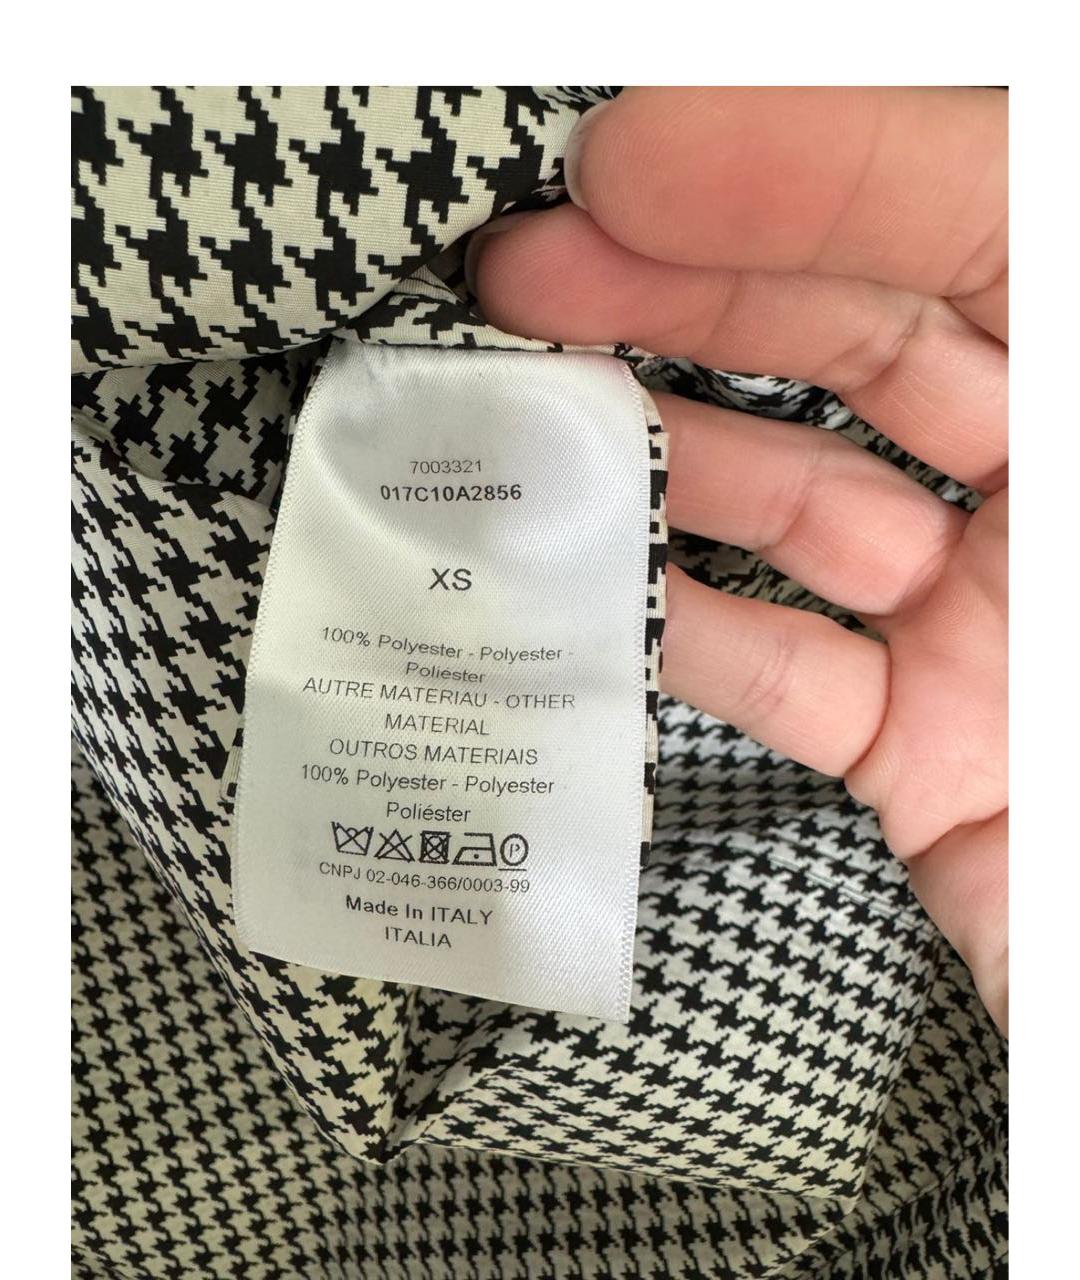 7003321
017C10A2856
XS
100% Polyester - Polyester -
Poliéster
AUTRE MATERIAU - OTHER
MATERIAL
OUTROS MATERIAIS
100% Polyester - Polyester
Poliéster
P
CNPJ 02-046-366/0003-99
Made In ITALY
ITALIA